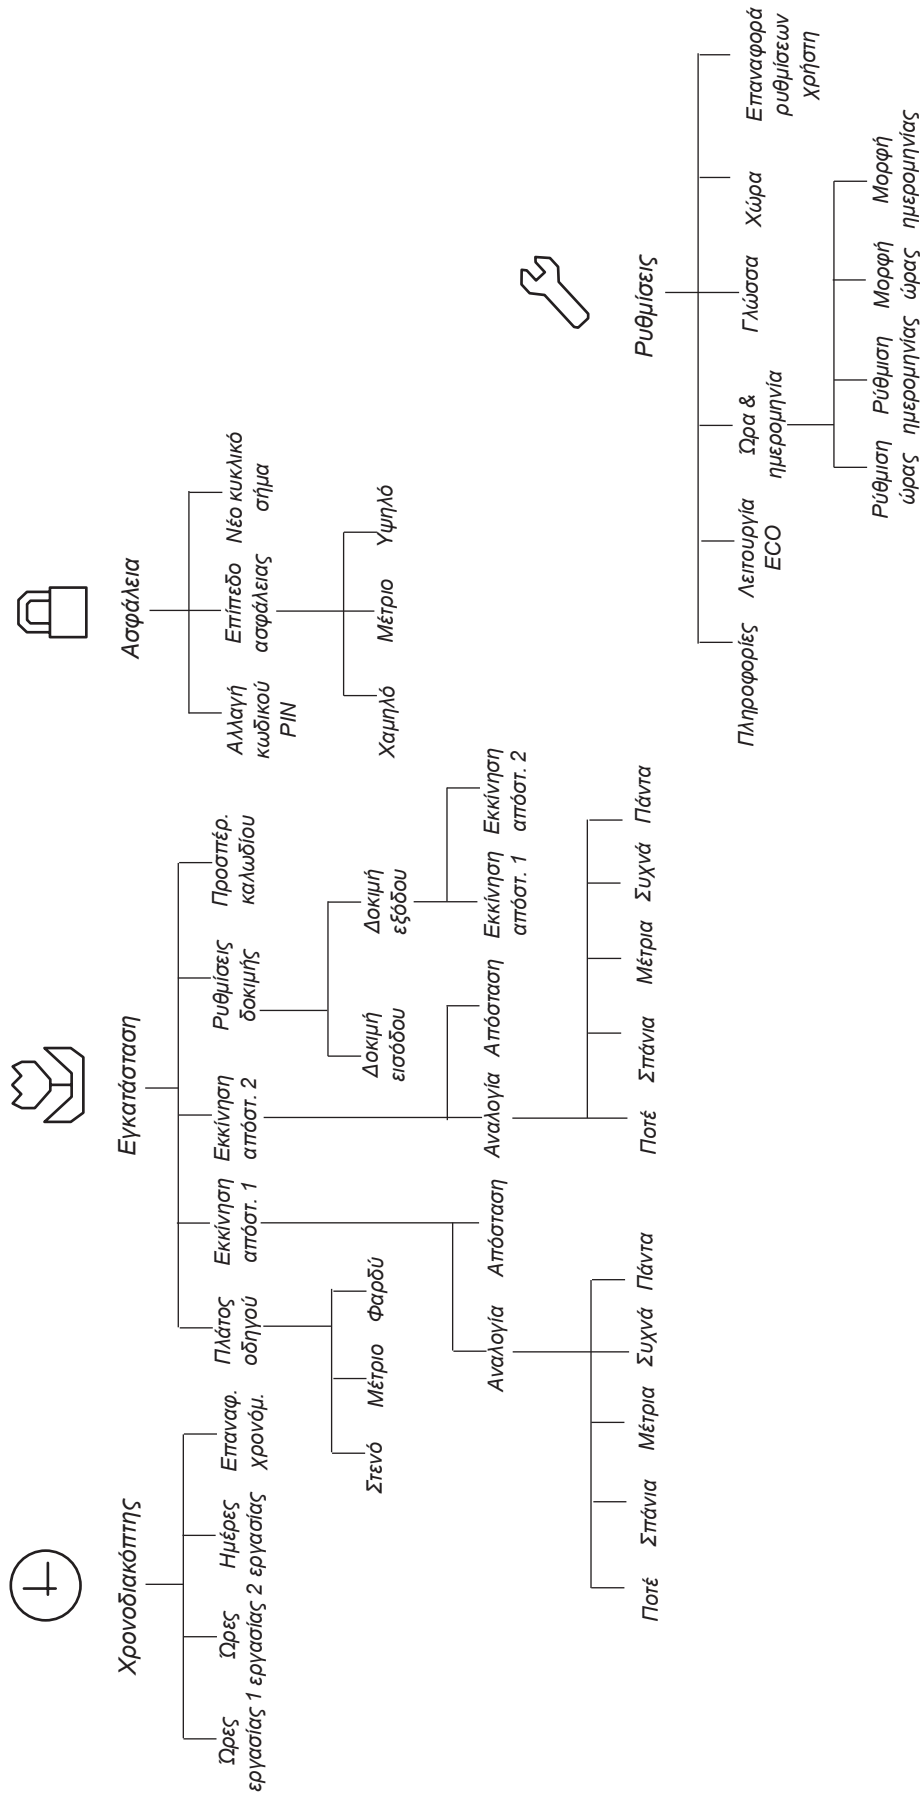 Χρονοδιακόπτης
Ώρες
εργασίας 1
Ώρες
εργασίας 2
Ημέρες
εργασίας
Επαναφ.
χρονόμ.
Εγκατάσταση
Πλάτος
οδηγού
Εκκίνηση
απόστ. 1
Εκκίνηση
απόστ. 2
Ρυθμίσεις
δοκιμής
Προσπέρ.
καλωδίου
Στενό
Μέτριο
Φαρδύ
Δοκιμή
εισόδου
Δοκιμή
εξόδου
Αναλογία
Απόσταση
Αναλογία
Απόσταση
Εκκίνηση
απόστ. 1
Εκκίνηση
απόστ. 2
Ποτέ
Σπάνια
Μέτρια
Συχνά
Πάντα
Ποτέ
Σπάνια
Μέτρια
Συχνά
Πάντα
Ασφάλεια
Αλλαγή
κωδικού
PIN
Επίπεδο
ασφάλειας
Νέο κυκλικό
σήμα
Χαμηλό
Μέτριο
Υψηλό
Ρυθμίσεις
Πληροφορίες
Λειτουργία
ECO
Ώρα &
ημερομηνία
Γλώσσα
Χώρα
Επαναφορά
ρυθμίσεων
χρήστη
Ρύθμιση
ώρας
Ρύθμιση
ημερομηνίας
Μορφή
ώρας
Μορφή
ημερομηνίας